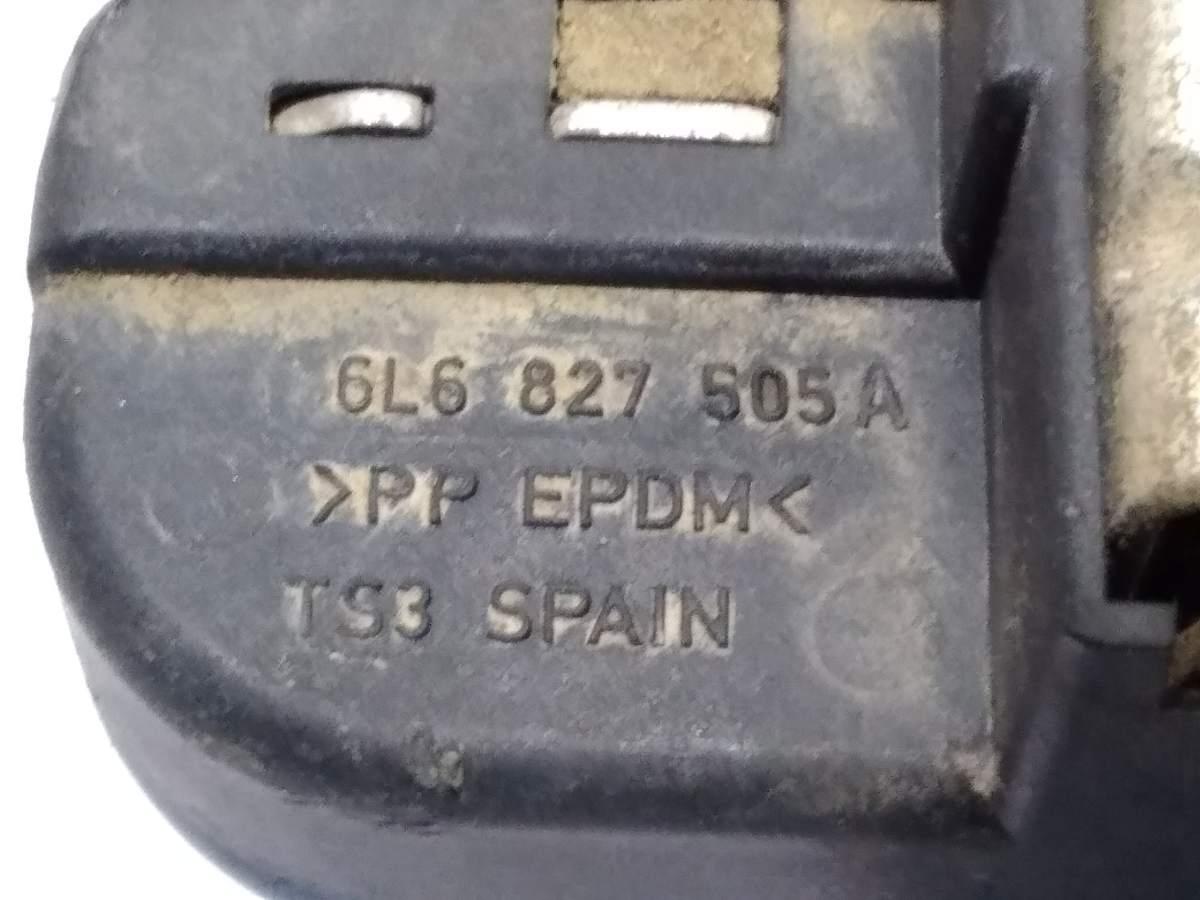 6L6 827 505 A
>PP EPDM<
TS3 SPAIN